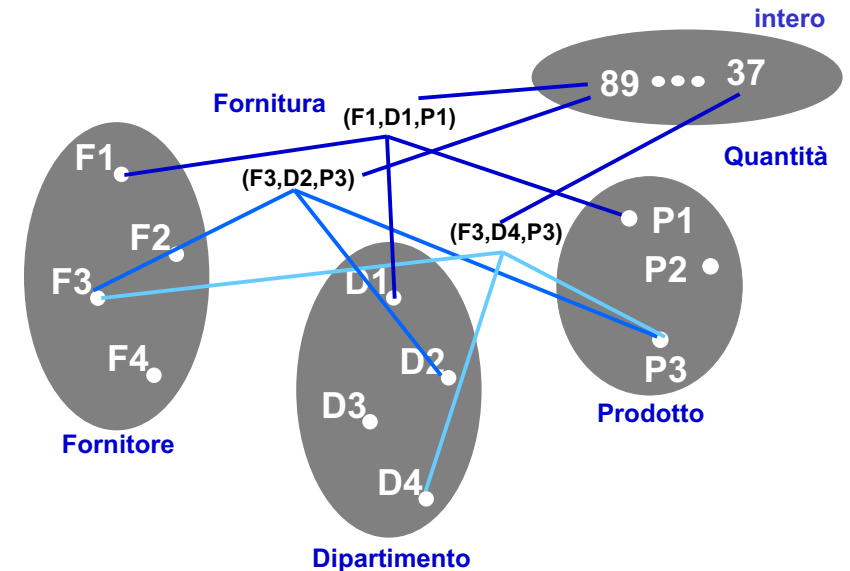 intero
89 ••• 37
Fornitura
(F1,D1,P1)
Quantità
F1
(F3,D2,P3)
F2
(F3,D4,P3)
P1
P2
F3
D1
F4
D2
P3
D3
Prodotto
Fornitore
D4
Dipartimento